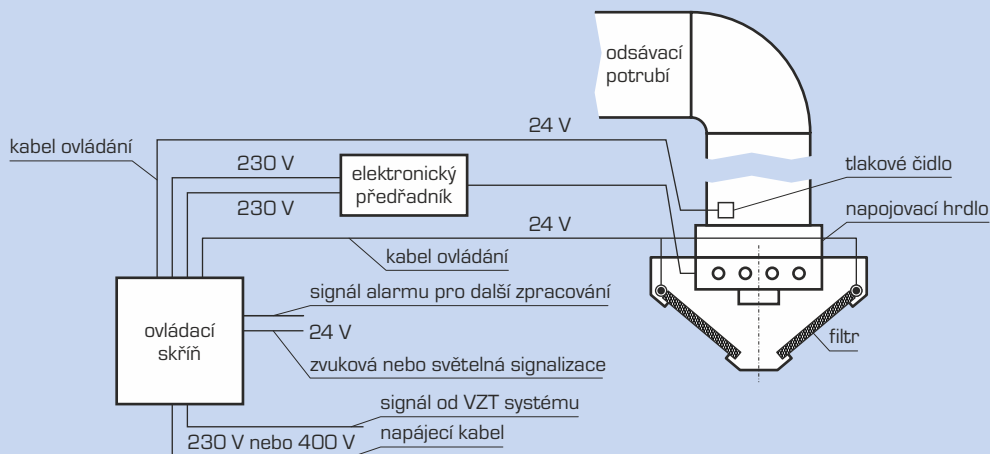 odsávací
potrubí
24 V
kabel ovládání
230 V
elektronický
předřadník
tlakové čidlo
230 V
napojovací hrdlo
24 V
kabel ovládání
signál alarmu pro další zpracování
ovládací
skříň
24 V
filtr
zvuková nebo světelná signalizace
signál od VZT systému
230 V nebo 400 V
napájecí kabel